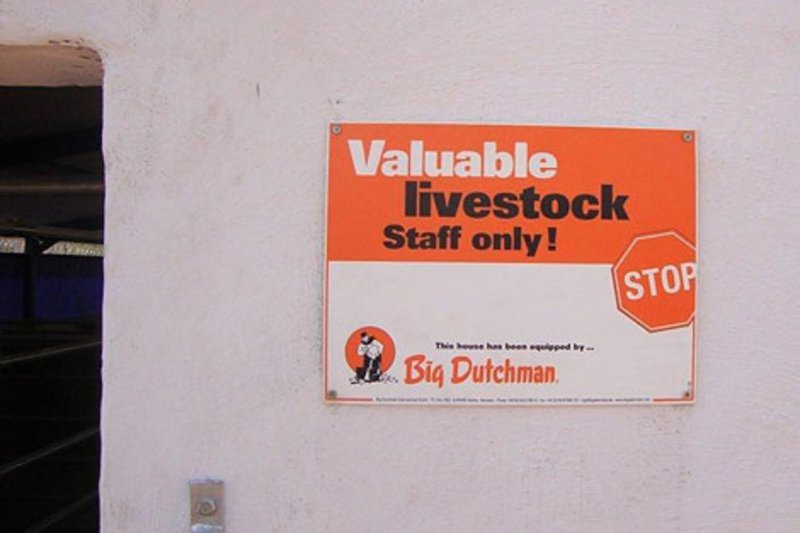 Valuable
livestock
Staff only!
STOP
This house has been equipped by...
Big Dutchman